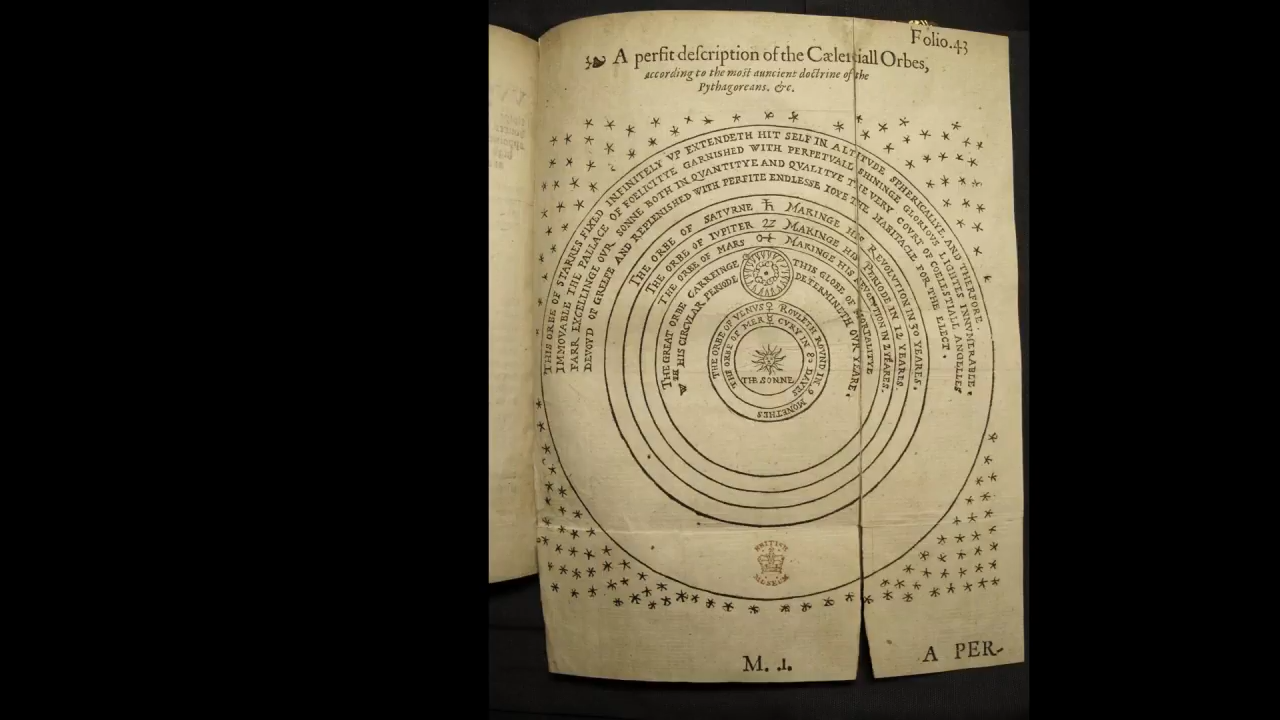 Folio.43
A perfit description of the Cælestiall Orbes,
according to the most auncient doctrine of the
Pythagoreans. &c.
THIS ORBE OF STARRES FIXED INFINITELY VP EXTENDETH HIT SELF IN ALTITVDE SPHERICALLYE, AND THEREFORE
IMMOVABLE THE PALLACE OF FOELICITYE GARNISHED WITH PERPETVALL SHININGE GLORIOVS LIGHTES INNVMERABLE.
FARR EXCELLINGE OVR SONNE BOTH IN QVANTITYE AND QVALITYE THE VERY COVRT OF COELESTIALL ANGELLES
DEVOYD OF GREEFE AND REPLENISHED WITH PERFITE ENDLESSE IOYE THE HABITACLE FOR THE ELECT.
THE ORBE OF SATVRNE ♄ MAKINGE HIS REVOLVTION IN 30 YEARES.
THE ORBE OF IVPITER ♃ MAKINGE HIS PERIODE IN 12 YEARES.
THE ORBE OF MARS ♂ MAKINGE HIS REVOLVTION IN 2 YEARES.
THE GREAT ORBE CARREINGE THIS GLOBE OF MORTALITYE
WTH HIS CIRCVLAR PERIODE DETERMINETH OVR YEARE.
THE ORBE OF VENVS ♀ ROVLETH ROVND IN 9 MONETHES
THE ORBE OF MERCVRY IN 80 DAYES
THE SONNE
BRITISH
MUSEUM
M. .1.
A PER-